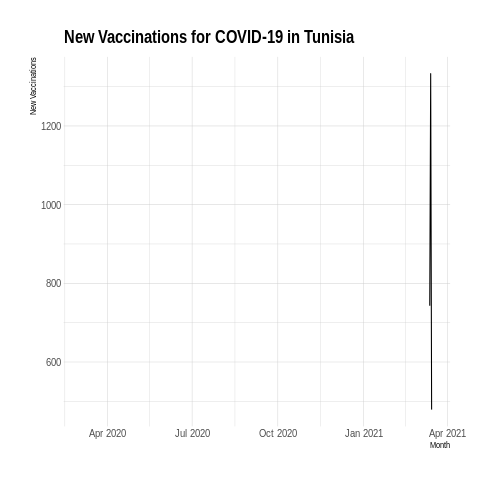 New Vaccinations for COVID-19 in Tunisia
New Vaccinations
1200
1000
800
600
Apr 2020 Jul 2020 Oct 2020 Jan 2021 Apr 2021
Month